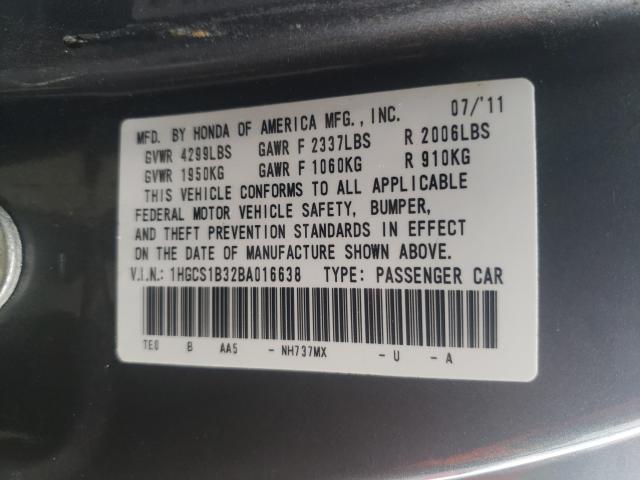 MFD. BY HONDA OF AMERICA MFG., INC. 07/'11
GVWR 4299LBS GAWR F 2337LBS R 2006LBS
GVWR 1950KG GAWR F 1060KG R 910KG
THIS VEHICLE CONFORMS TO ALL APPLICABLE
FEDERAL MOTOR VEHICLE SAFETY, BUMPER,
AND THEFT PREVENTION STANDARDS IN EFFECT
ON THE DATE OF MANUFACTURE SHOWN ABOVE.
V.I.N.: 1HGCS1B32BA016638 TYPE: PASSENGER CAR
TE0 B AA5 - NH737MX - U - A